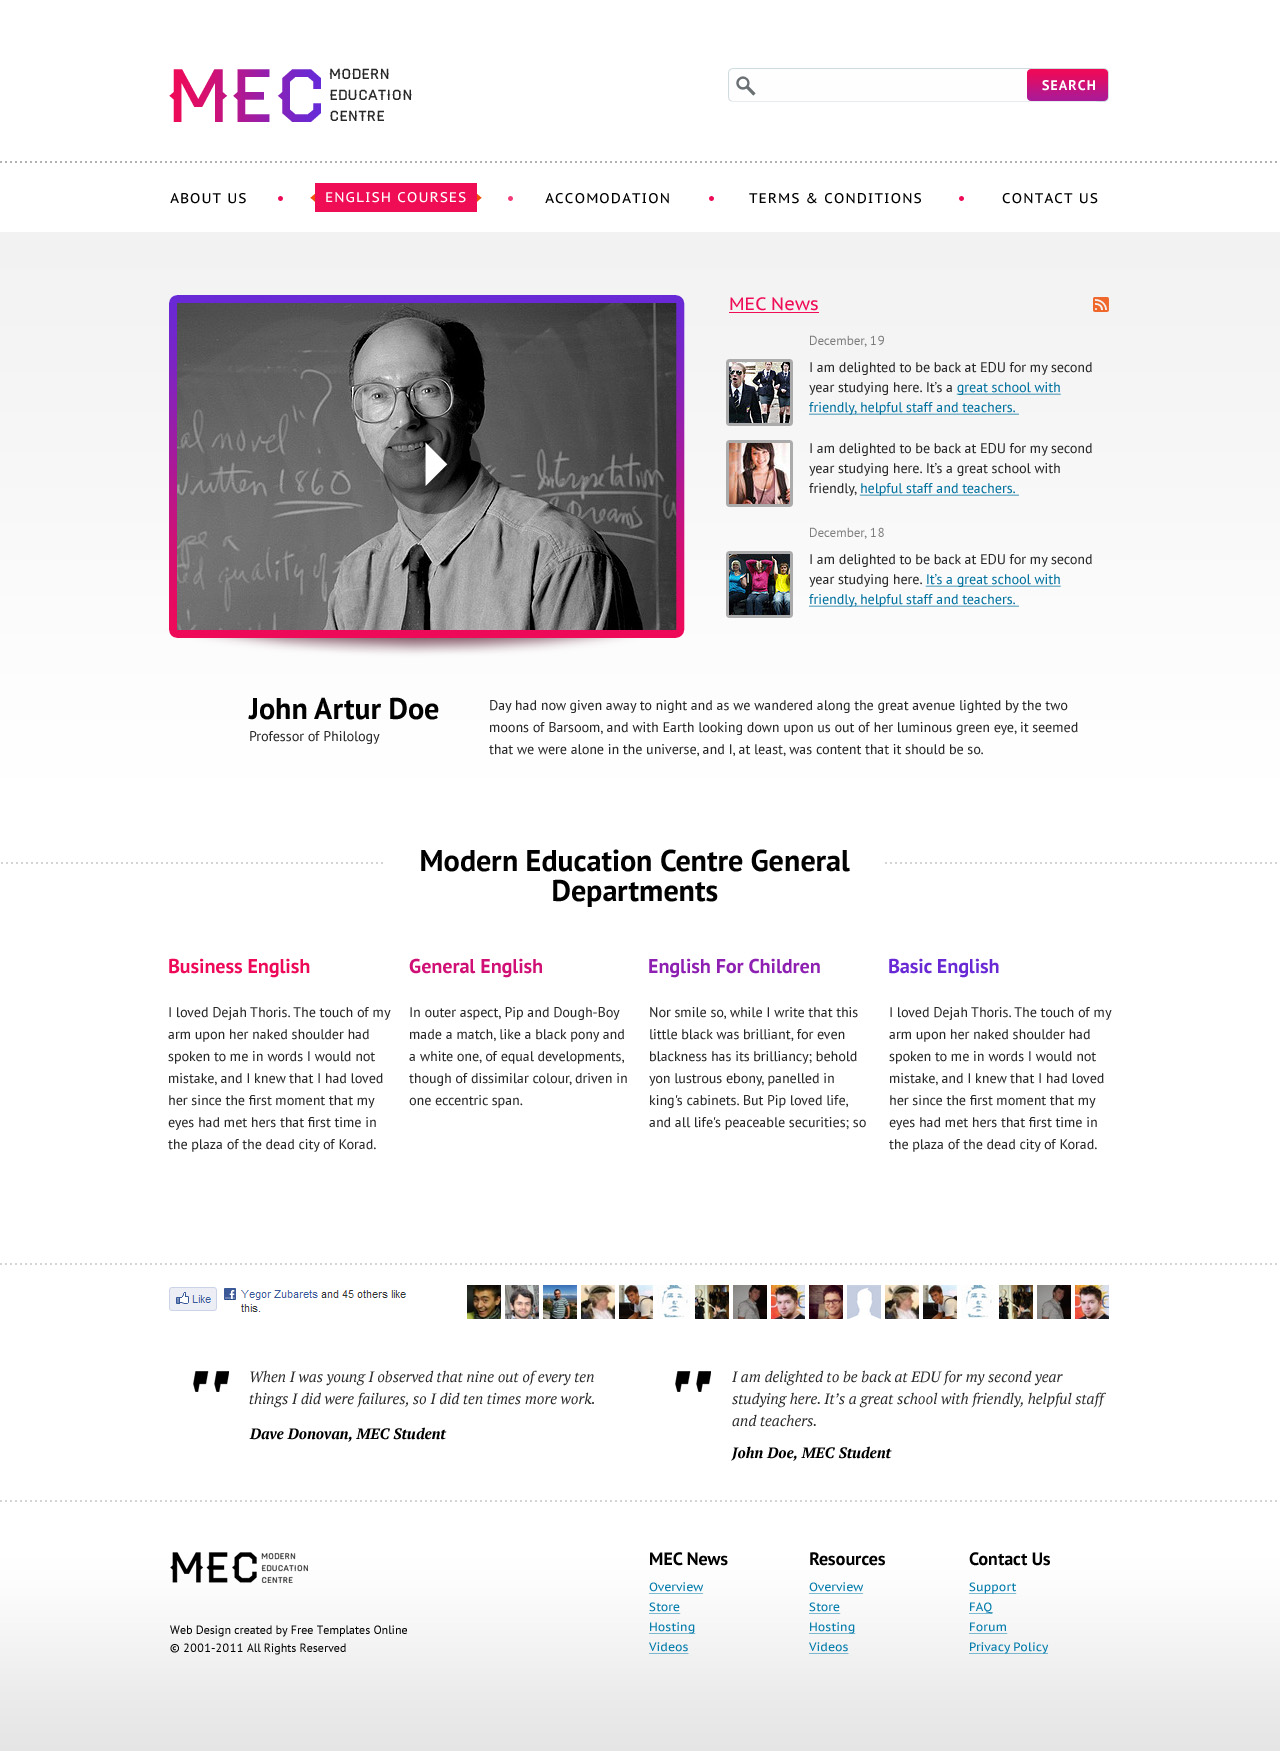 MEC MODERN
EDUCATION
CENTRE
SEARCH
ABOUT US
ENGLISH COURSES
ACCOMODATION
TERMS & CONDITIONS
CONTACT US
al novel ?
written 1860
Interpretation
Dreams
quality of
MEC News
December, 19
I am delighted to be back at EDU for my second
year studying here. It's a great school with
friendly, helpful staff and teachers.
I am delighted to be back at EDU for my second
year studying here. It's a great school with
friendly, helpful staff and teachers.
December, 18
I am delighted to be back at EDU for my second
year studying here. It's a great school with
friendly, helpful staff and teachers.
John Artur Doe
Professor of Philology
Day had now given away to night and as we wandered along the great avenue lighted by the two
moons of Barsoom, and with Earth looking down upon us out of her luminous green eye, it seemed
that we were alone in the universe, and I, at least, was content that it should be so.
Modern Education Centre General
Departments
Business English
I loved Dejah Thoris. The touch of my
arm upon her naked shoulder had
spoken to me in words I would not
mistake, and I knew that I had loved
her since the first moment that my
eyes had met hers that first time in
the plaza of the dead city of Korad.
General English
In outer aspect, Pip and Dough-Boy
made a match, like a black pony and
a white one, of equal developments,
though of dissimilar colour, driven in
one eccentric span.
English For Children
Nor smile so, while I write that this
little black was brilliant, for even
blackness has its brilliancy; behold
yon lustrous ebony, panelled in
king's cabinets. But Pip loved life,
and all life's peaceable securities; so
Basic English
I loved Dejah Thoris. The touch of my
arm upon her naked shoulder had
spoken to me in words I would not
mistake, and I knew that I had loved
her since the first moment that my
eyes had met hers that first time in
the plaza of the dead city of Korad.
Like
Yegor Zubarets and 45 others like
this.
When I was young I observed that nine out of every ten
things I did were failures, so I did ten times more work.
Dave Donovan, MEC Student
I am delighted to be back at EDU for my second year
studying here. It's a great school with friendly, helpful staff
and teachers.
John Doe, MEC Student
MEC MODERN
EDUCATION
CENTRE
Web Design created by Free Templates Online
© 2001-2011 All Rights Reserved
MEC News
Overview
Store
Hosting
Videos
Resources
Overview
Store
Hosting
Videos
Contact Us
Support
FAQ
Forum
Privacy Policy